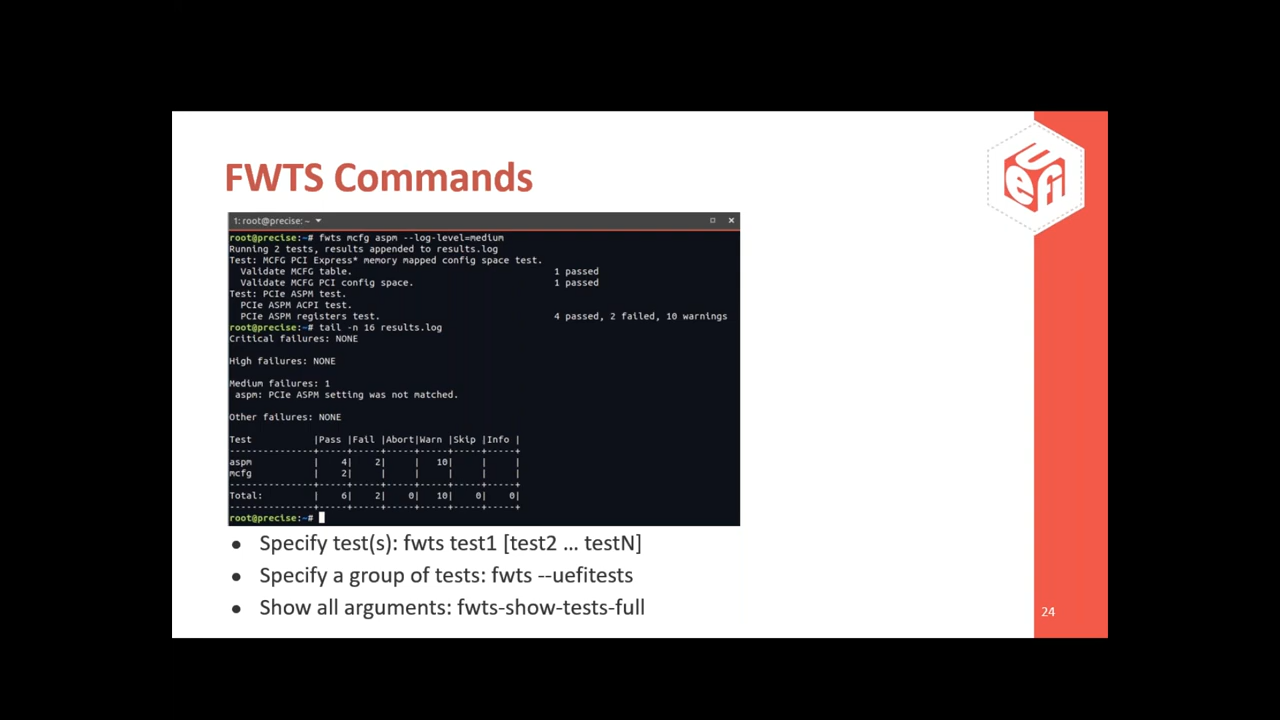 FWTS Commands
UEFI
1: root@precise: ~
root@precise:~# fwts mcfg aspm --log-level=medium
Running 2 tests, results appended to results.log
Test: MCFG PCI Express* memory mapped config space test.
Validate MCFG table. 1 passed
Validate MCFG PCI config space. 1 passed
Test: PCIe ASPM test.
PCIe ASPM ACPI test.
PCIe ASPM registers test. 4 passed, 2 failed, 10 warnings
root@precise:~# tail -n 16 results.log
Critical failures: NONE
High failures: NONE
Medium failures: 1
aspm: PCIe ASPM setting was not matched.
Other failures: NONE
Test |Pass |Fail |Abort|Warn |Skip |Info |
---------------+-----+-----+-----+-----+-----+-----+
aspm | 4| 2| | 10| | |
mcfg | 2| | | | | |
---------------+-----+-----+-----+-----+-----+-----+
Total: | 6| 2| 0| 10| 0| 0|
---------------+-----+-----+-----+-----+-----+-----+
root@precise:~#
● Specify test(s): fwts test1 [test2 … testN]
● Specify a group of tests: fwts --uefitests
● Show all arguments: fwts-show-tests-full
24